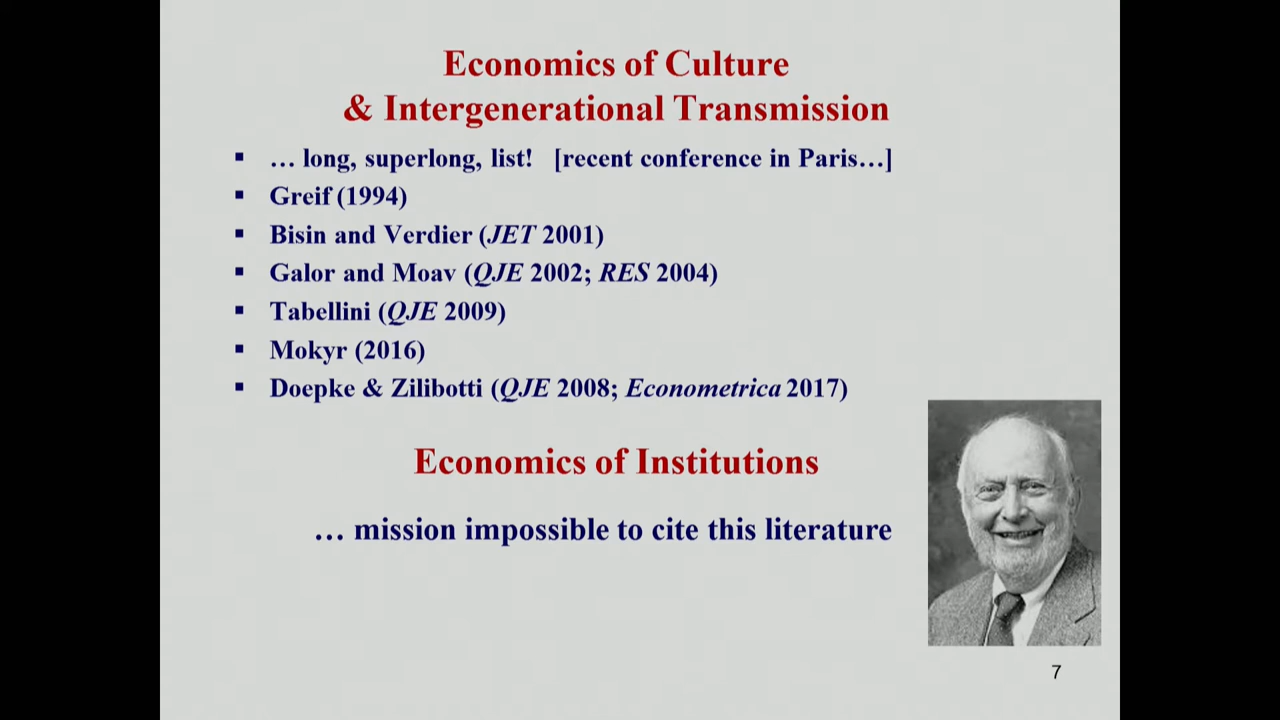 Economics of Culture
& Intergenerational Transmission
▪ … long, superlong, list! [recent conference in Paris…]
▪ Greif (1994)
▪ Bisin and Verdier (JET 2001)
▪ Galor and Moav (QJE 2002; RES 2004)
▪ Tabellini (QJE 2009)
▪ Mokyr (2016)
▪ Doepke & Zilibotti (QJE 2008; Econometrica 2017)
Economics of Institutions
… mission impossible to cite this literature
7